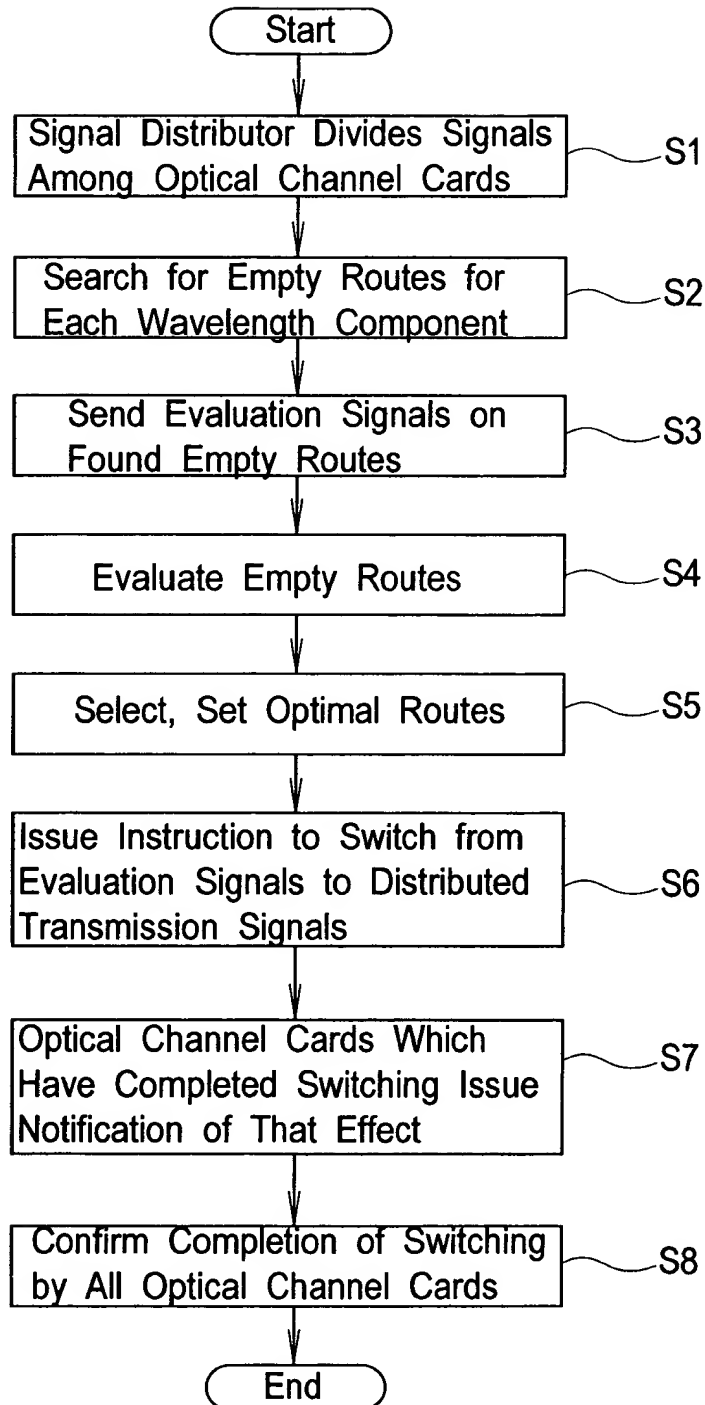 Start
Signal Distributor Divides Signals
Among Optical Channel Cards
S1
Search for Empty Routes for
Each Wavelength Component
S2
Send Evaluation Signals on
Found Empty Routes
S3
Evaluate Empty Routes
S4
Select, Set Optimal Routes
S5
Issue Instruction to Switch from
Evaluation Signals to Distributed
Transmission Signals
S6
Optical Channel Cards Which
Have Completed Switching Issue
Notification of That Effect
S7
Confirm Completion of Switching
by All Optical Channel Cards
S8
End